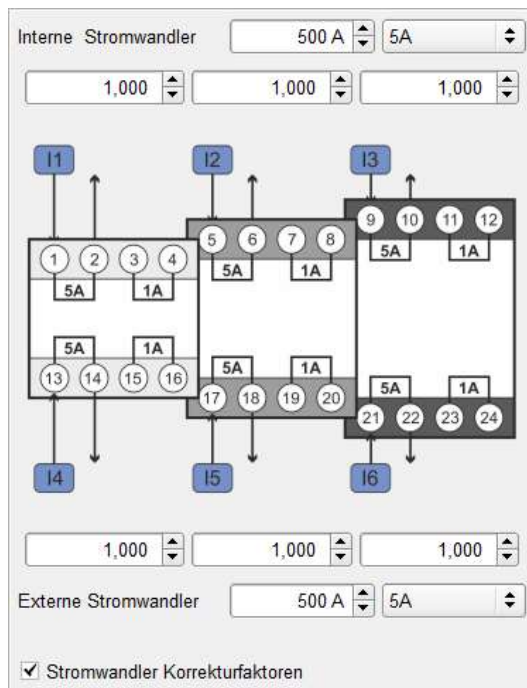 Interne Stromwandler 500 A 5A
1,000 1,000 1,000
I1 I2 I3
9 10 11 12
5 6 7 8 5A 1A
1 2 3 4 5A 1A
5A 1A
5A 1A
13 14 15 16 5A 1A
17 18 19 20 5A 1A
21 22 23 24
I4 I5 I6
1,000 1,000 1,000
Externe Stromwandler 500 A 5A
Stromwandler Korrekturfaktoren